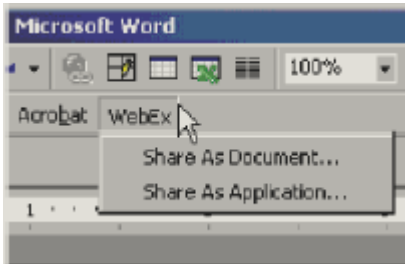 Microsoft Word
100%
Acrobat WebEx
Share As Document...
Share As Application...
1